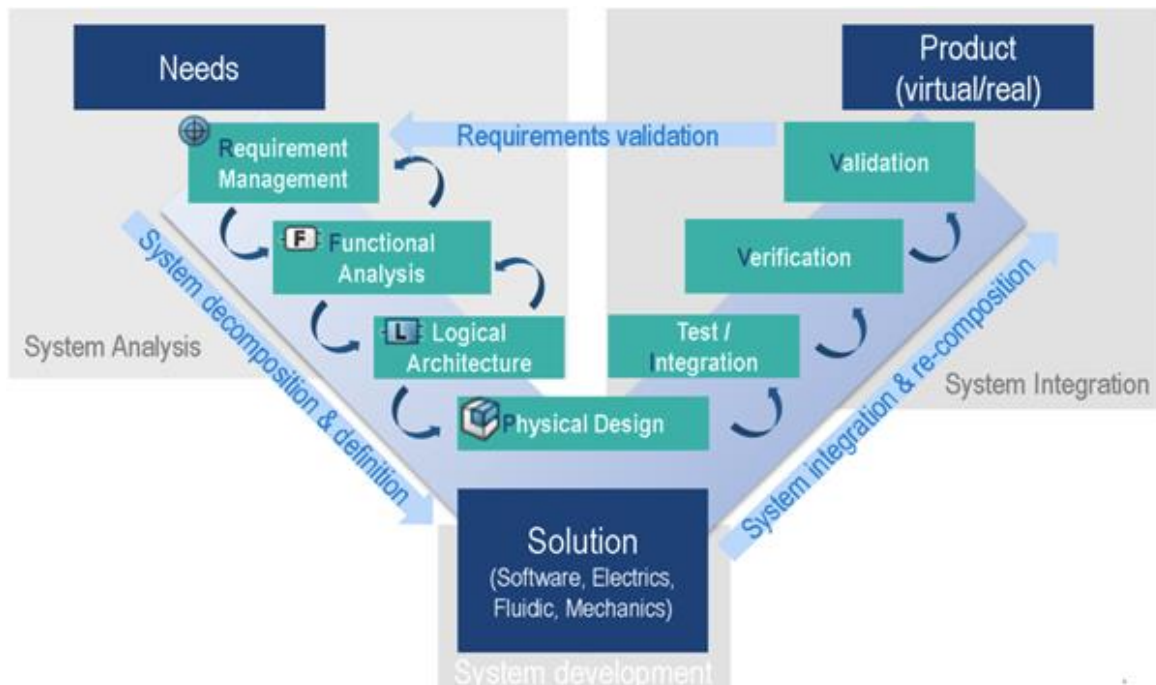 Needs
Product
(virtual/real)
Requirements validation
Requirement
Management
Validation
F
Functional
Analysis
Verification
System decomposition & definition
System Analysis
L
Logical
Architecture
Test /
Integration
System integration & re-composition
System Integration
Physical Design
Solution
(Software, Electrics,
Fluidic, Mechanics)
System development